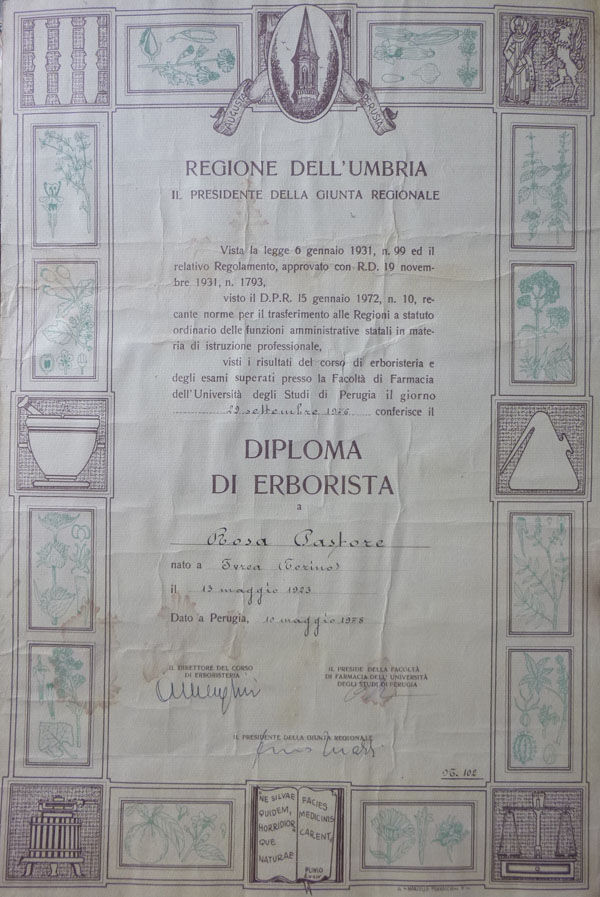 AUGUSTA PERUSIA
REGIONE DELL'UMBRIA
IL PRESIDENTE DELLA GIUNTA REGIONALE
Vista la legge 6 gennaio 1931, n. 99 ed il
relativo Regolamento, approvato con R.D. 19 novem-
bre 1931, n. 1793,
visto il D.P.R. 15 gennaio 1972, n. 10, re-
cante norme per il trasferimento alle Regioni a statuto
ordinario delle funzioni amministrative statali in mate-
ria di istruzione professionale,
visti i risultati del corso di erboristeria e
degli esami superati presso la Facoltà di Farmacia
dell'Università degli Studi di Perugia il giorno
29 settembre 1976 conferisce il
DIPLOMA
DI ERBORISTA
a
Rosa Pastore
nato a Ivrea (Torino)
il 13 maggio 1923
Dato a Perugia, 10 maggio 1978
IL DIRETTORE DEL CORSO
DI ERBORISTERIA
IL PRESIDE DELLA FACOLTÀ
DI FARMACIA DELL'UNIVERSITÀ
DEGLI STUDI DI PERUGIA
IL PRESIDENTE DELLA GIUNTA REGIONALE
102
NE SILVAE
QUIDEM,
HORRIDIOR
QUE
NATURAE
FACIES
MEDICINIS
CARENT,
PLINIO